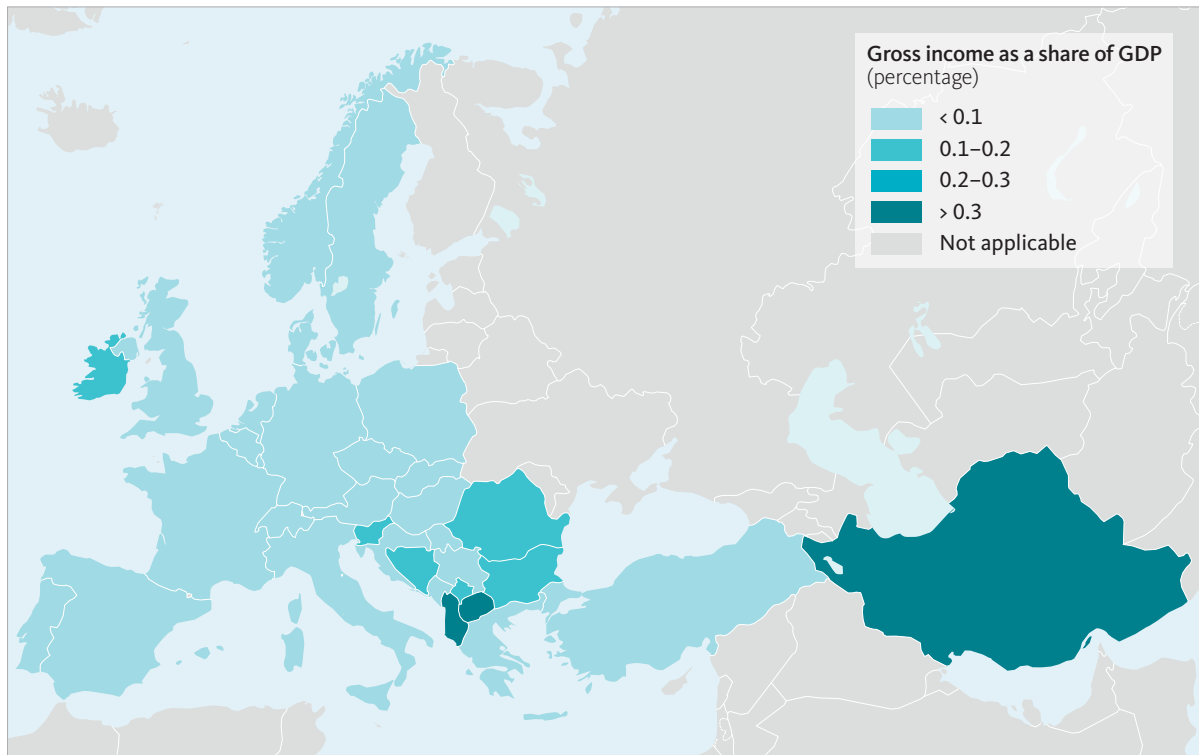 Gross income as a share of GDP
(percentage)
< 0.1
0.1–0.2
0.2–0.3
> 0.3
Not applicable